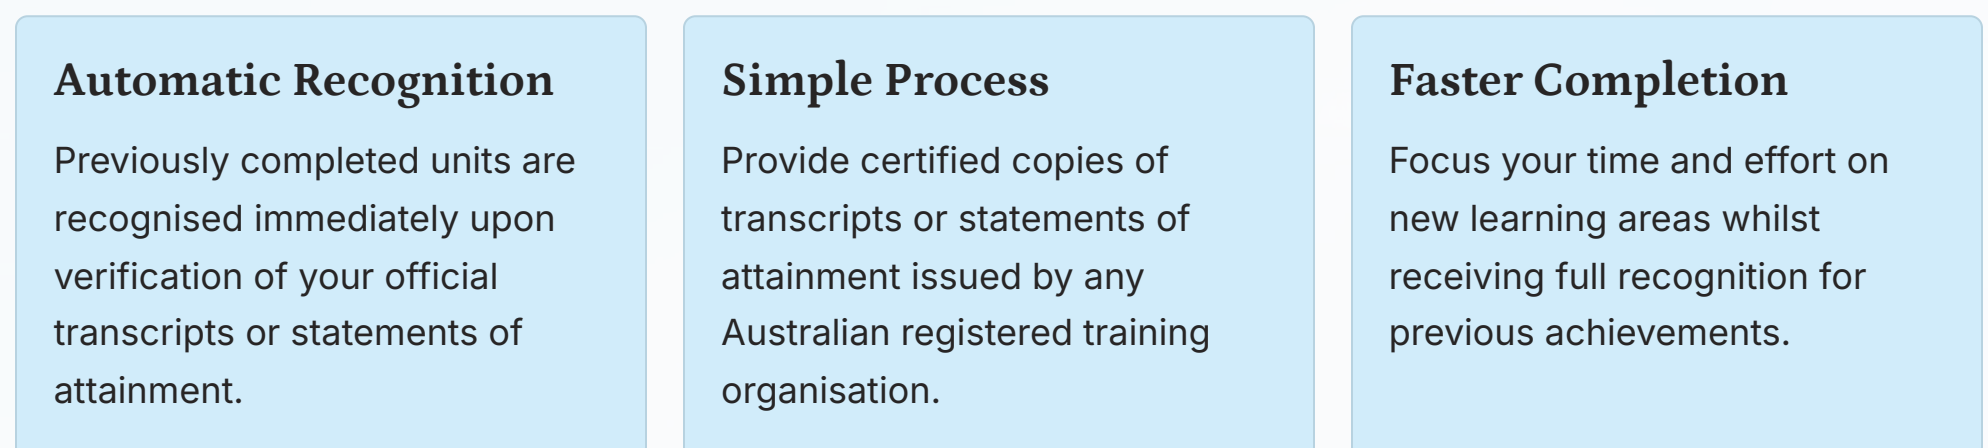 Automatic Recognition
Previously completed units are
recognised immediately upon
verification of your official
transcripts or statements of
attainment.
Simple Process
Provide certified copies of
transcripts or statements of
attainment issued by any
Australian registered training
organisation.
Faster Completion
Focus your time and effort on
new learning areas whilst
receiving full recognition for
previous achievements.